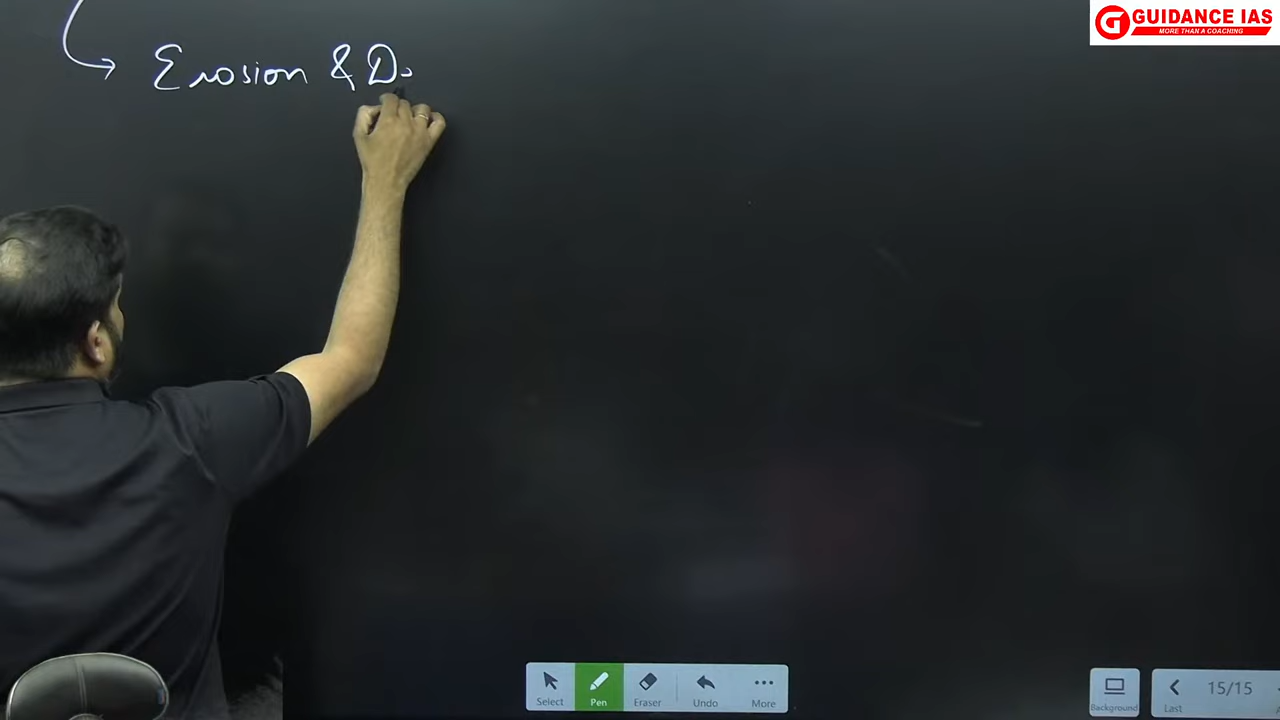 GUIDANCE IAS
MORE THAN A COACHING
Erosion & D
Select
Pen
Eraser
Undo
More
Background
Last
15/15